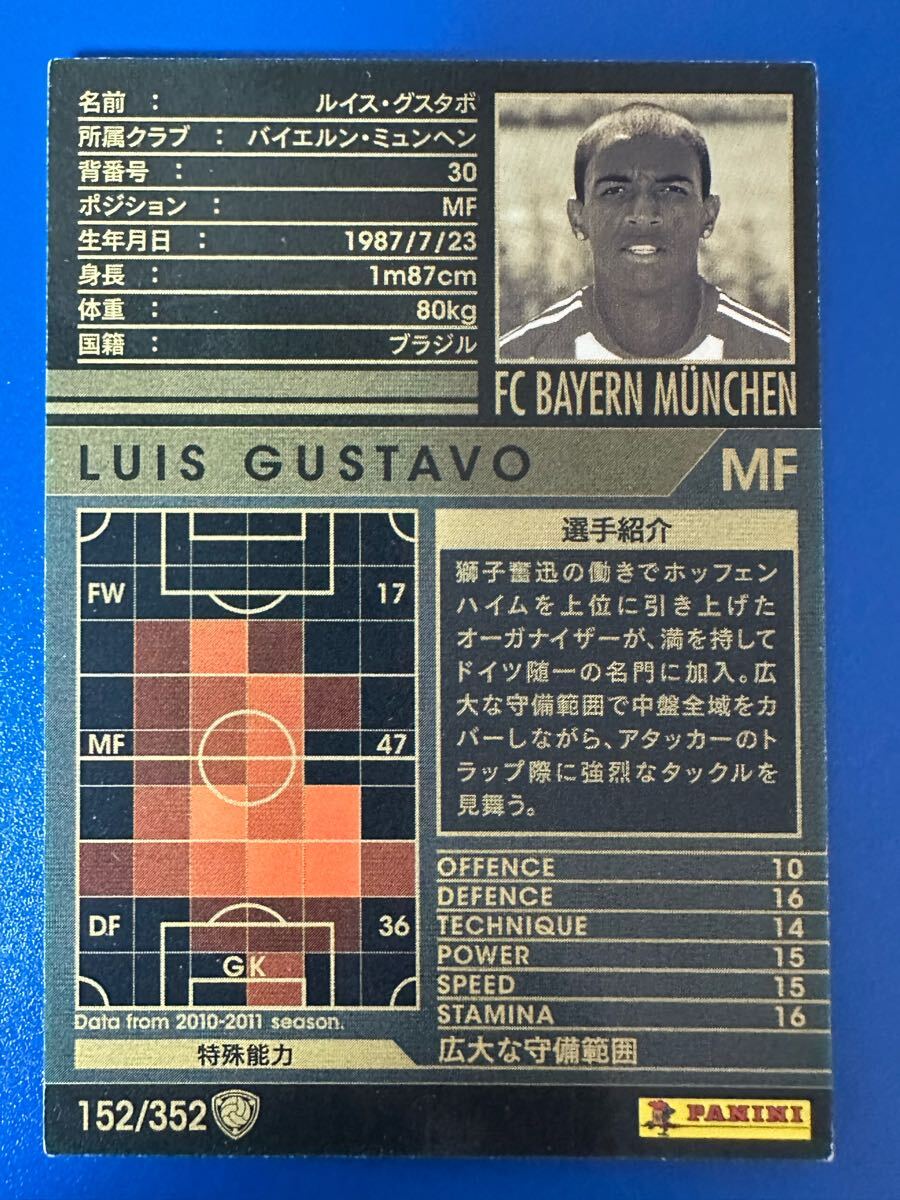 名前 : ルイス・グスタボ
所属クラブ : バイエルン・ミュンヘン
背番号 : 30
ポジション : MF
生年月日 : 1987/7/23
身長 : 1m87cm
体重 : 80kg
国籍 : ブラジル
FC BAYERN MÜNCHEN
LUIS GUSTAVO
MF
FW 17
MF 47
DF 36
GK
Data from 2010-2011 season.
選手紹介
獅子奮迅の働きでホッフェン
ハイムを上位に引き上げた
オーガナイザーが、満を持して
ドイツ随一の名門に加入。広
大な守備範囲で中盤全域をカ
バーしながら、アタッカーのト
ラップ際に強烈なタックルを
見舞う。
OFFENCE 10
DEFENCE 16
TECHNIQUE 14
POWER 15
SPEED 15
STAMINA 16
特殊能力 広大な守備範囲
152/352
PANINI